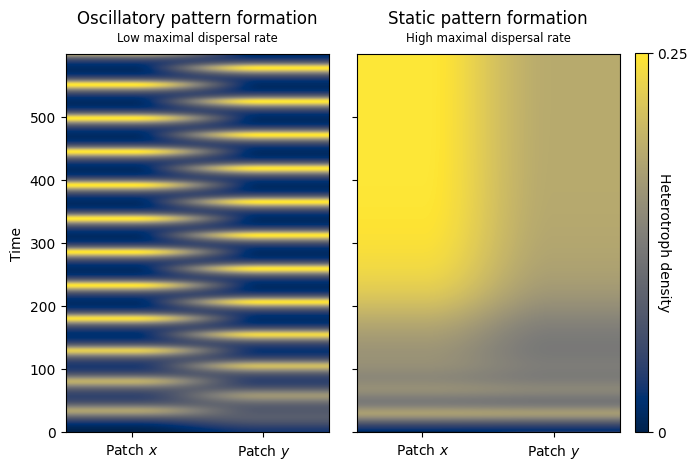 Oscillatory pattern formation
Low maximal dispersal rate
Static pattern formation
High maximal dispersal rate
Time
500
400
300
200
100
0
Patch x
Patch y
Patch x
Patch y
0.25
0
Heterotroph density